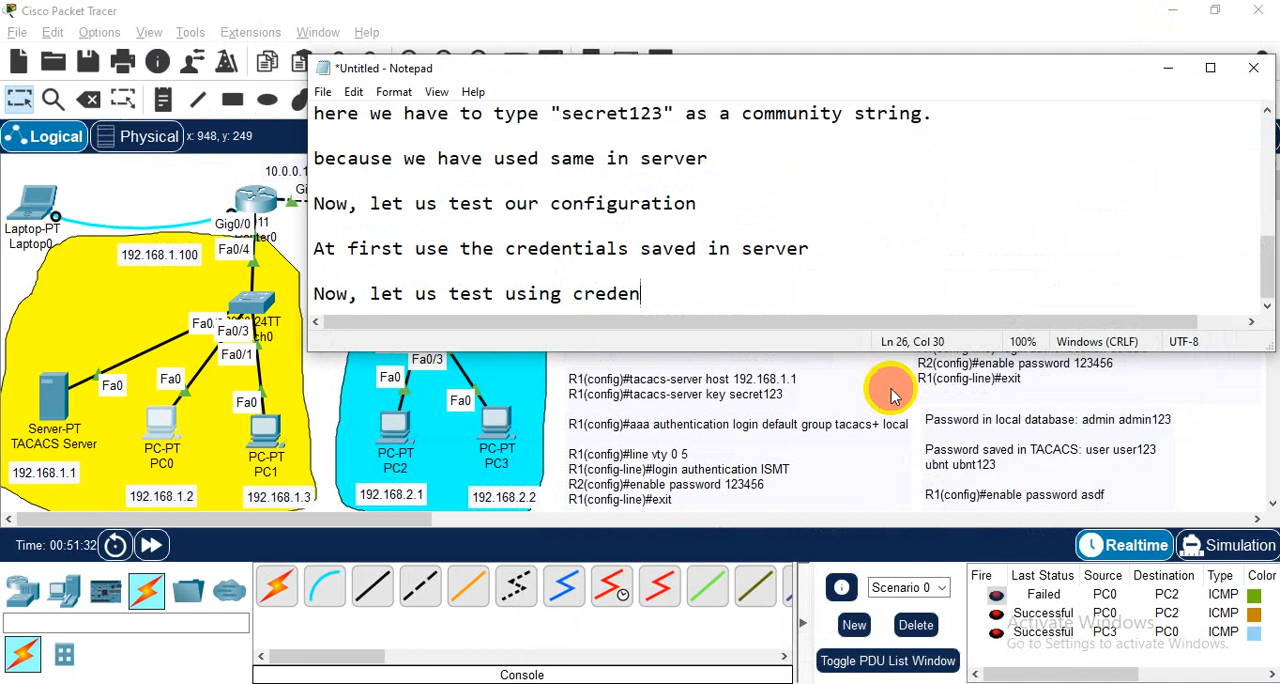 Cisco Packet Tracer
File Edit Options View Tools Extensions Window Help
*Untitled - Notepad
File Edit Format View Help
here we have to type "secret123" as a community string.
because we have used same in server
Now, let us test our configuration
At first use the credentials saved in server
Now, let us test using creden
Ln 26, Col 30 100% Windows (CRLF) UTF-8
Logical Physical x: 948, y: 249
10.0.0.1
Laptop-PT
Laptop0
Gig0/0
192.168.1.100
Fa0/4
Fa0/3
Fa0/1
Fa0
Fa0
Fa0
Server-PT
TACACS Server
192.168.1.1
PC-PT
PC0
192.168.1.2
PC-PT
PC1
192.168.1.3
Fa0/3
Fa0
Fa0
PC-PT
PC2
192.168.2.1
PC-PT
PC3
192.168.2.2
R1(config)#tacacs-server host 192.168.1.1
R1(config)#tacacs-server key secret123
R1(config)#aaa authentication login default group tacacs+ local
R1(config)#line vty 0 5
R1(config-line)#login authentication ISMT
R2(config)#enable password 123456
R1(config-line)#exit
R2(config)#enable password 123456
R1(config-line)#exit
Password in local database: admin admin123
Password saved in TACACS: user user123
ubnt ubnt123
R1(config)#enable password asdf
Time: 00:51:32
Realtime Simulation
Scenario 0
New Delete
Toggle PDU List Window
Fire Last Status Source Destination Type Color
Failed PC0 PC2 ICMP
Successful PC0 PC2 ICMP
Successful PC3 PC0 ICMP
Activate Windows
Go to Settings to activate Windows.
Console